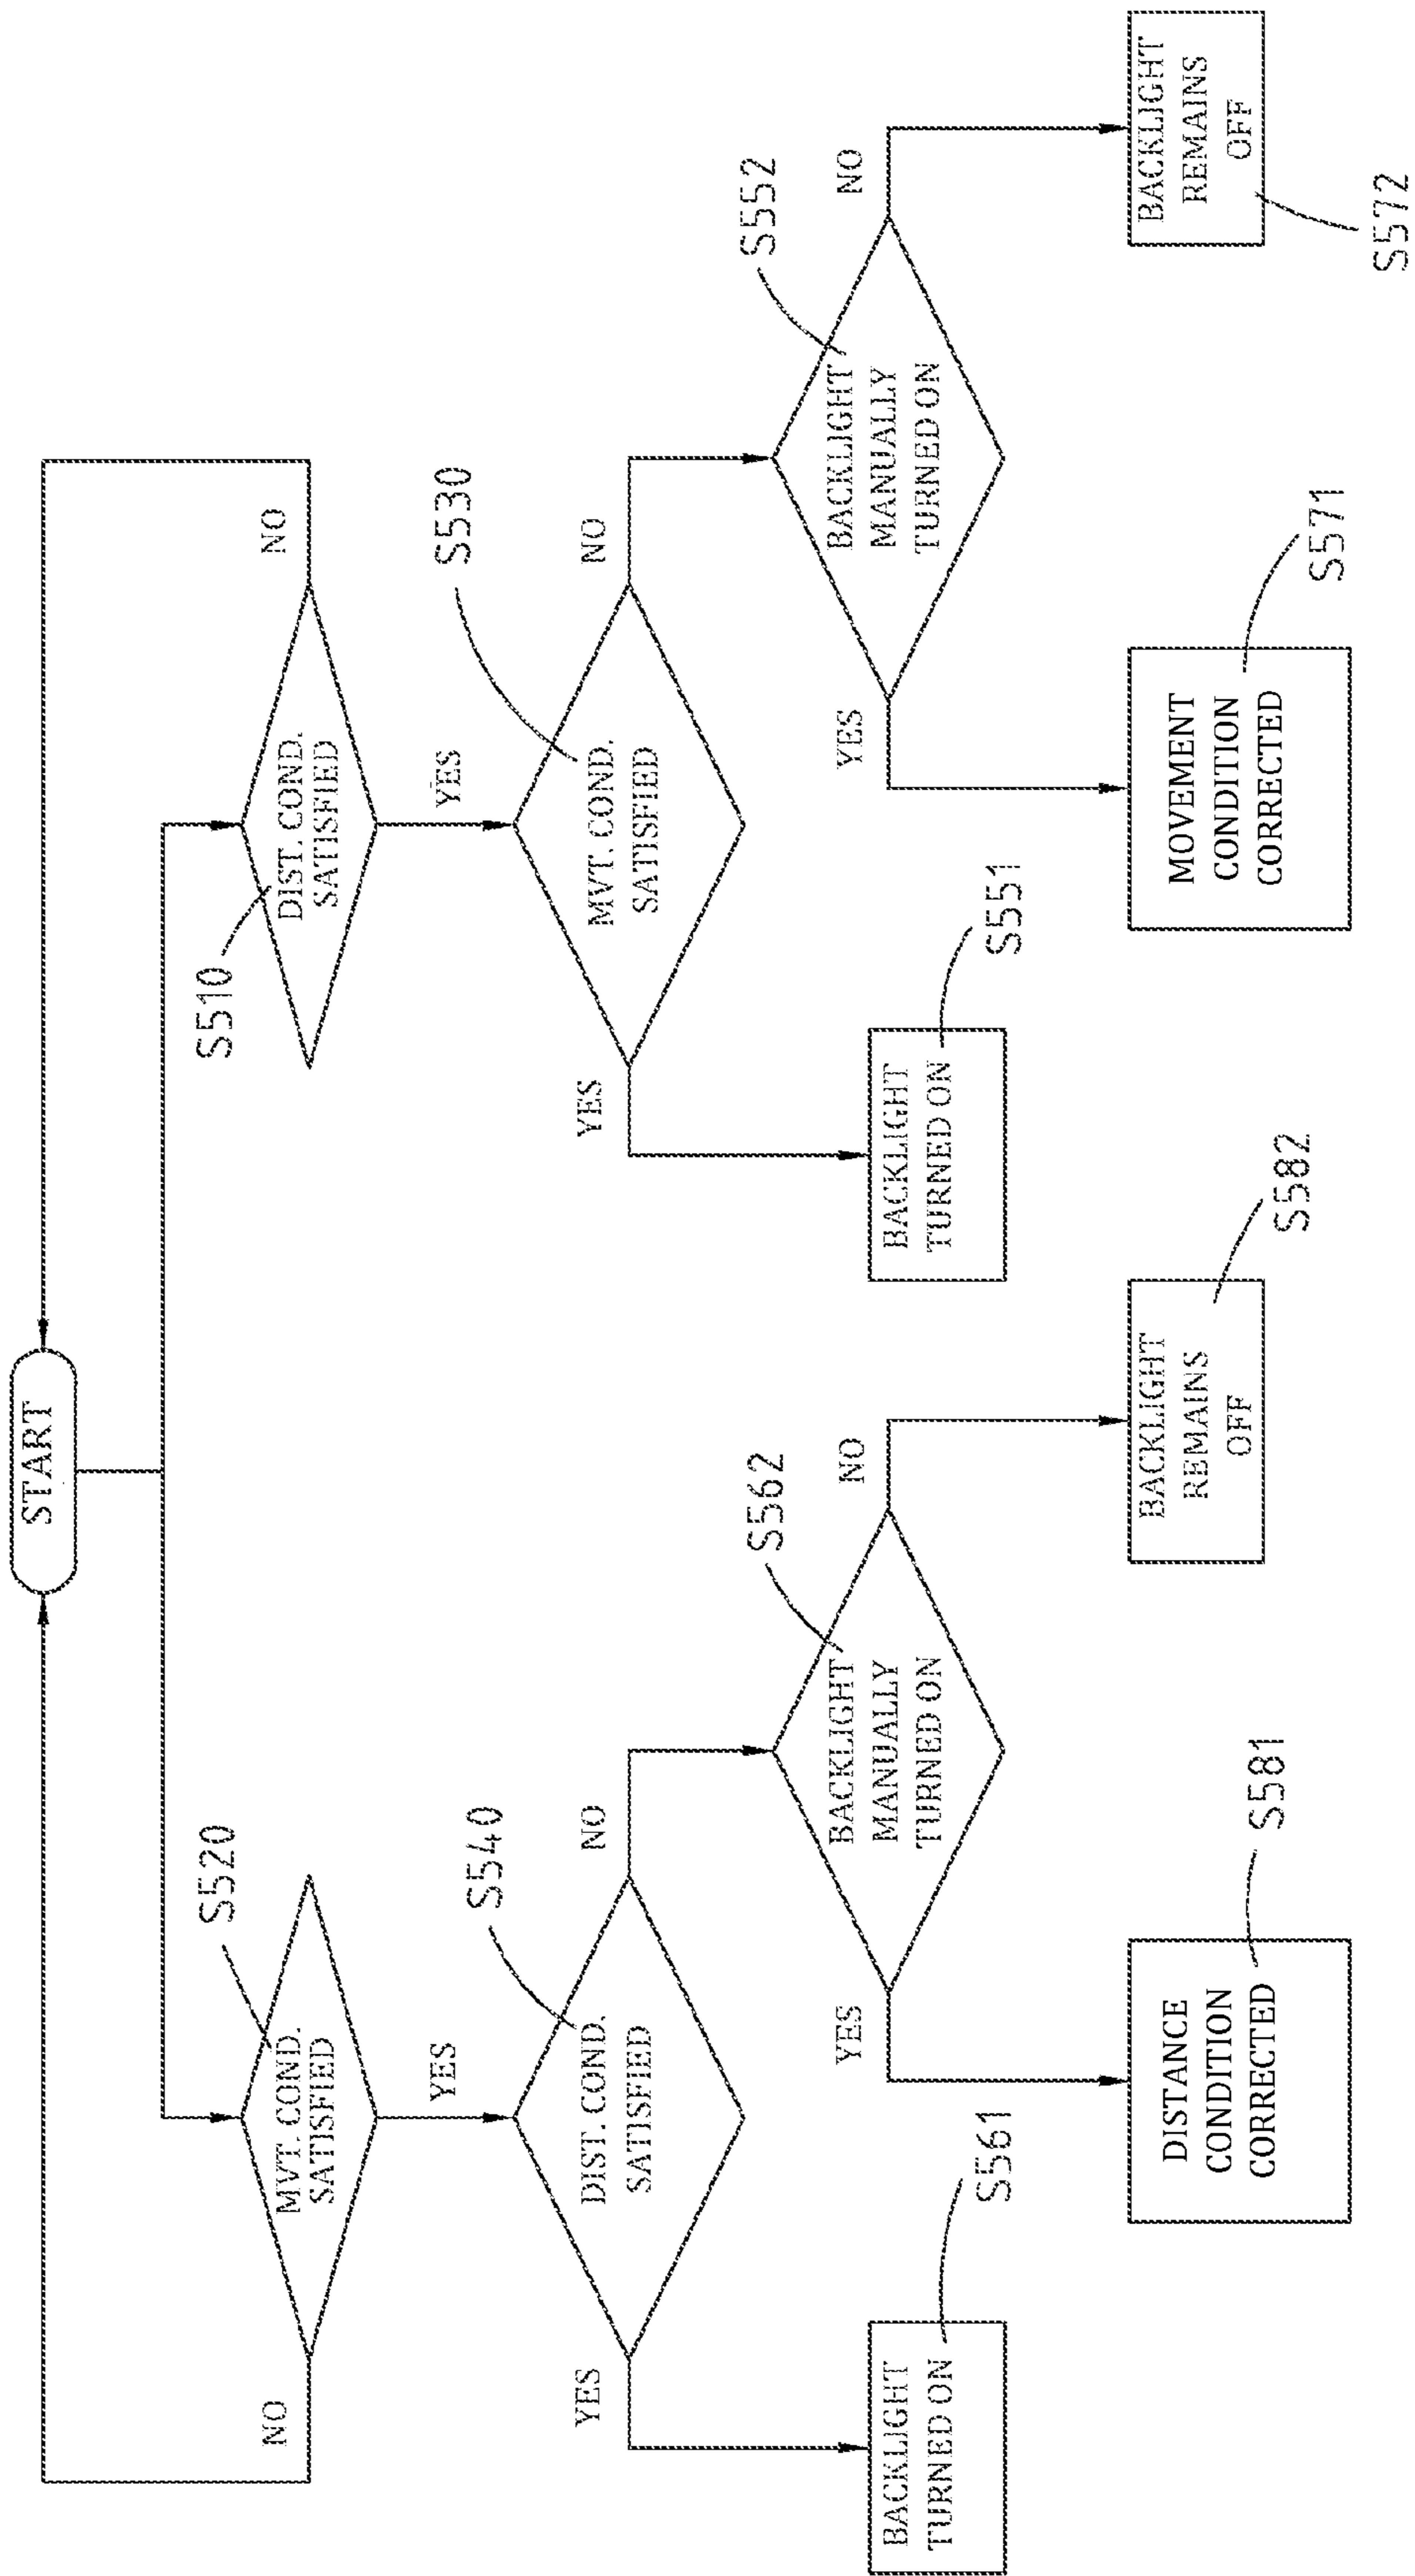 START
S520
MVT. COND.
SATISFIED
NO
YES
S510
DIST. COND.
SATISFIED
NO
YES
S540
DIST. COND.
SATISFIED
YES
NO
S530
MVT. COND.
SATISFIED
YES
NO
S561
BACKLIGHT
TURNED ON
S562
BACKLIGHT
MANUALLY
TURNED ON
YES
NO
S551
BACKLIGHT
TURNED ON
S552
BACKLIGHT
MANUALLY
TURNED ON
YES
NO
DISTANCE
CONDITION
CORRECTED
S581
BACKLIGHT
REMAINS
OFF
S582
MOVEMENT
CONDITION
CORRECTED
S571
BACKLIGHT
REMAINS
OFF
S572